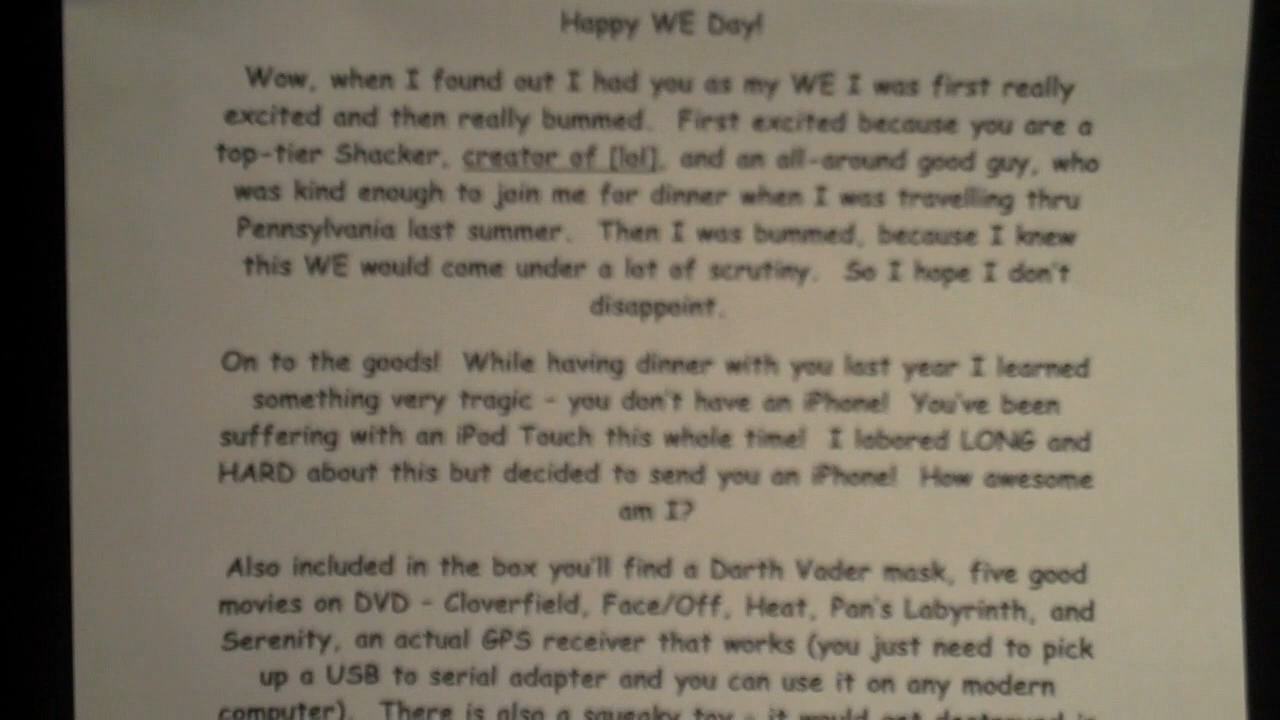 Happy WE Day!
Wow, when I found out I had you as my WE I was first really
excited and then really bummed. First excited because you are a
top-tier Shacker, creator of [lol], and an all-around good guy, who
was kind enough to join me for dinner when I was travelling thru
Pennsylvania last summer. Then I was bummed, because I knew
this WE would come under a lot of scrutiny. So I hope I don't
disappoint.
On to the goods! While having dinner with you last year I learned
something very tragic - you don't have an iPhone! You've been
suffering with an iPod Touch this whole time! I labored LONG and
HARD about this but decided to send you an iPhone! How awesome
am I?
Also included in the box you'll find a Darth Vader mask, five good
movies on DVD - Cloverfield, Face/Off, Heat, Pan's Labyrinth, and
Serenity, an actual GPS receiver that works (you just need to pick
up a USB to serial adapter and you can use it on any modern
computer). There is also a squeaky toy - it would get destroyed in